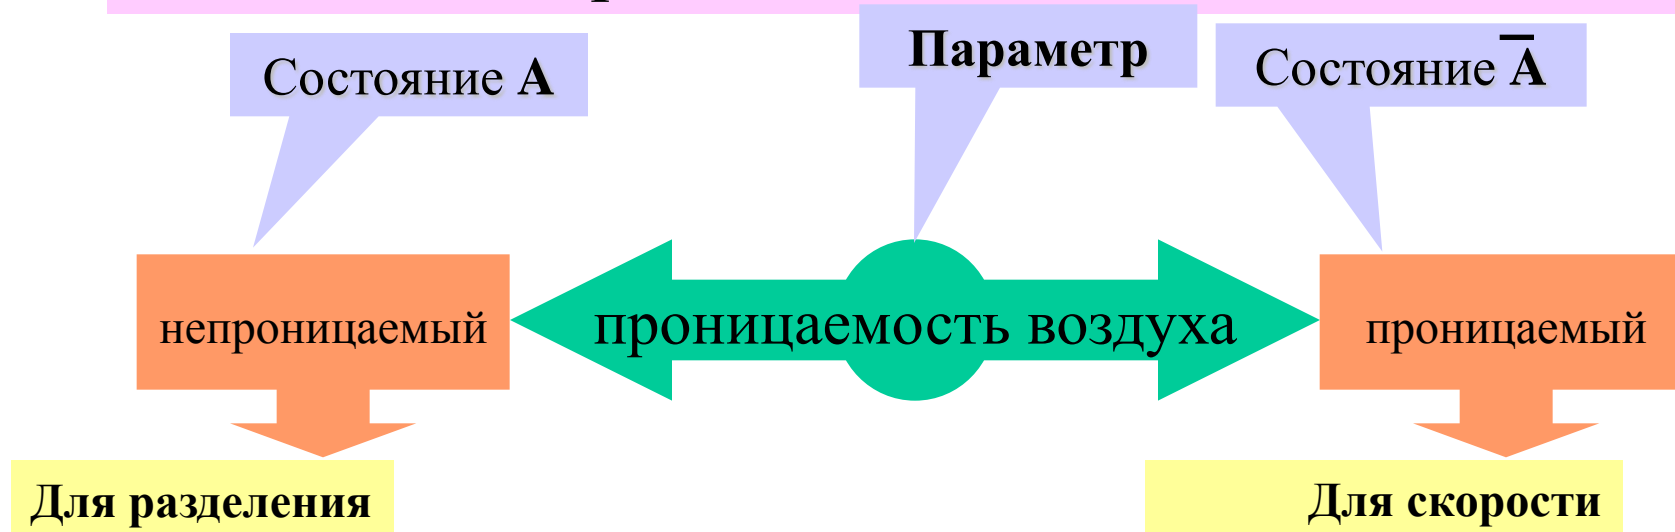 Состояние А
Параметр
Состояние А̅
непроницаемый
проницаемость воздуха
проницаемый
Для разделения
Для скорости